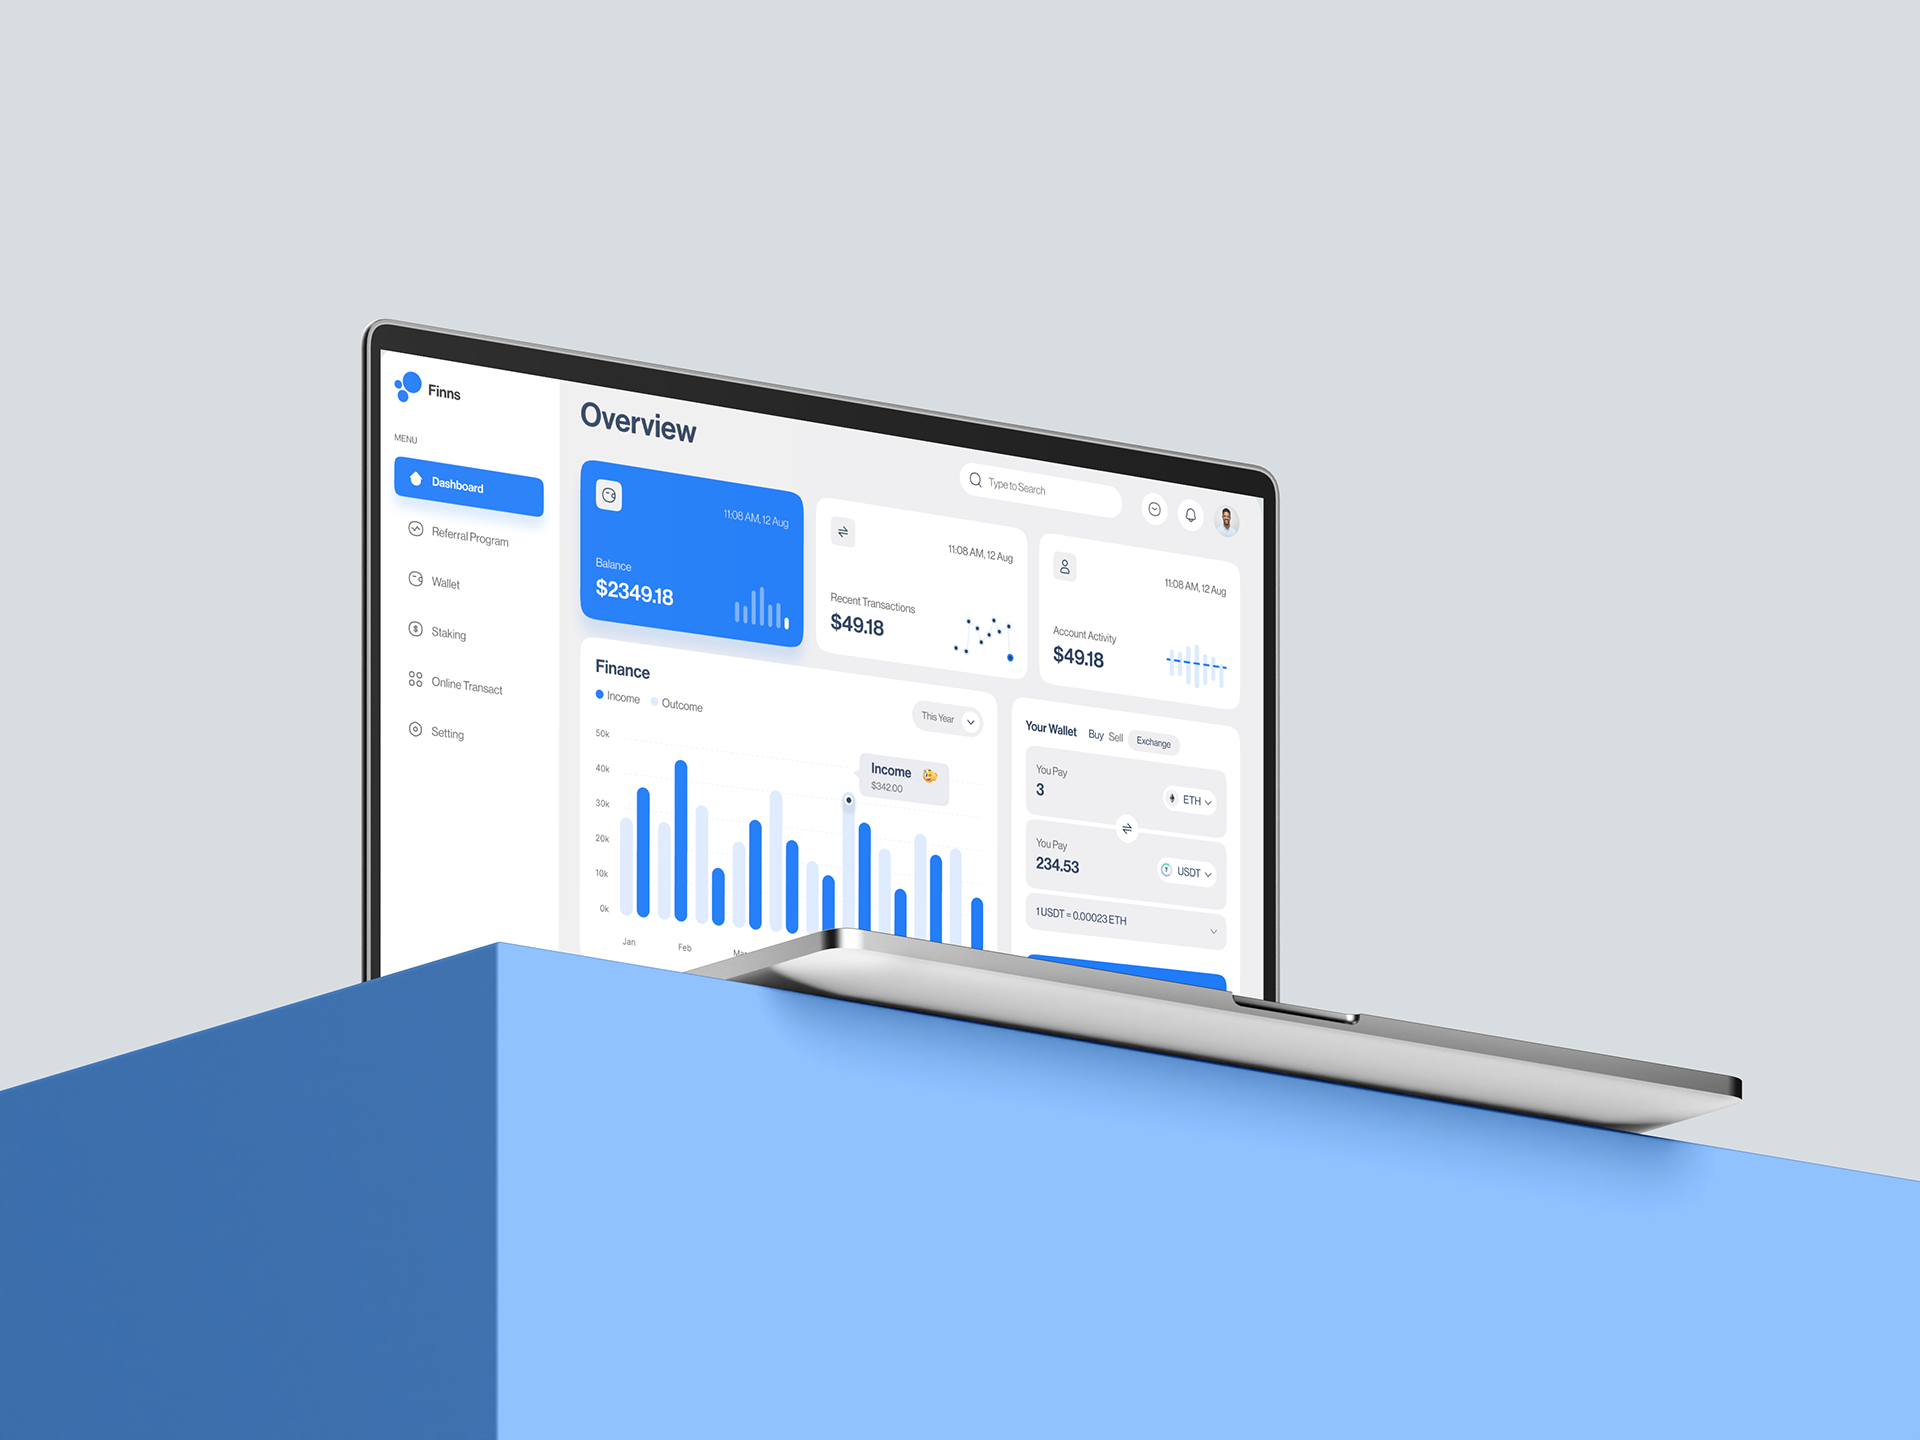 Finns
MENU
Dashboard
Referral Program
Wallet
Staking
Online Transact
Setting
Overview
Type to Search
11:08 AM, 12 Aug
Balance
$2349.18
11:08 AM, 12 Aug
Recent Transactions
$49.18
11:08 AM, 12 Aug
Account Activity
$49.18
Finance
Income
Outcome
This Year
50k
40k
30k
20k
10k
0k
Jan
Feb
Income
$342.00
Your Wallet Buy Sell Exchange
You Pay
3
ETH
You Pay
234.53
USDT
1 USDT = 0.00023 ETH